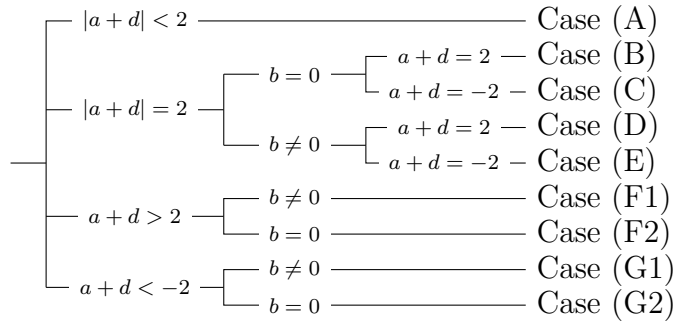 |a + d| < 2 Case (A)
a + d = 2 Case (B)
b = 0
a + d = −2 Case (C)
|a + d| = 2
a + d = 2 Case (D)
b ≠ 0
a + d = −2 Case (E)
b ≠ 0 Case (F1)
a + d > 2
b = 0 Case (F2)
b ≠ 0 Case (G1)
a + d < −2
b = 0 Case (G2)